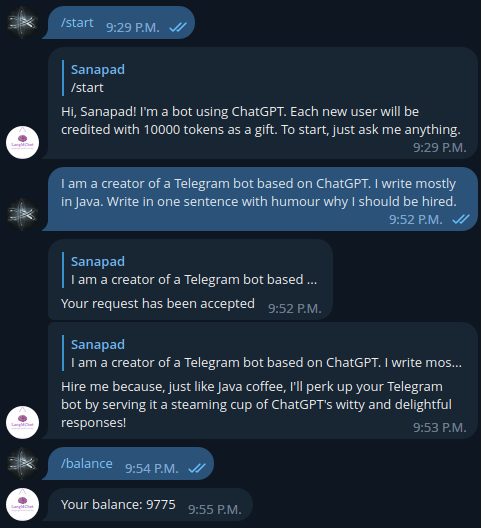 /start 9:29 P.M.
Sanapad
/start
Hi, Sanapad! I'm a bot using ChatGPT. Each new user will be
credited with 10000 tokens as a gift. To start, just ask me anything.
9:29 P.M.
I am a creator of a Telegram bot based on ChatGPT. I write mostly
in Java. Write in one sentence with humour why I should be hired.
9:52 P.M.
Sanapad
I am a creator of a Telegram bot based ...
Your request has been accepted 9:52 P.M.
Sanapad
I am a creator of a Telegram bot based on ChatGPT. I write mos...
Hire me because, just like Java coffee, I'll perk up your Telegram
bot by serving it a steaming cup of ChatGPT's witty and delightful
responses!
9:53 P.M.
/balance 9:54 P.M.
Your balance: 9775 9:55 P.M.